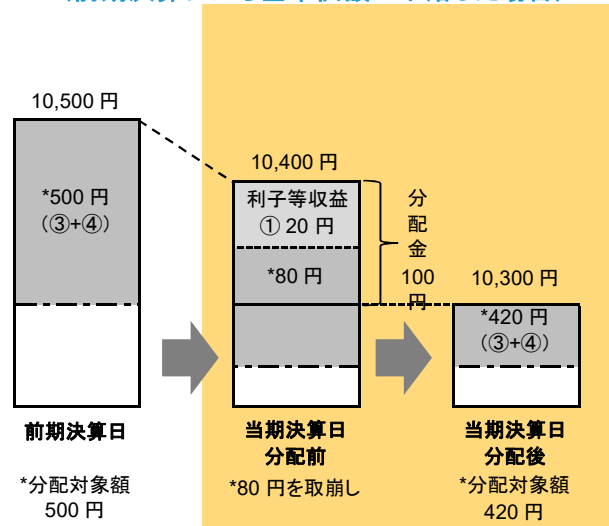 10,500 円
*500 円
(③+④)
前期決算日
*分配対象額
500 円
10,400 円
利子等収益
① 20 円
*80 円
分配金
100
円
当期決算日
分配前
*80 円を取崩し
10,300 円
*420 円
(③+④)
当期決算日
分配後
*分配対象額
420 円